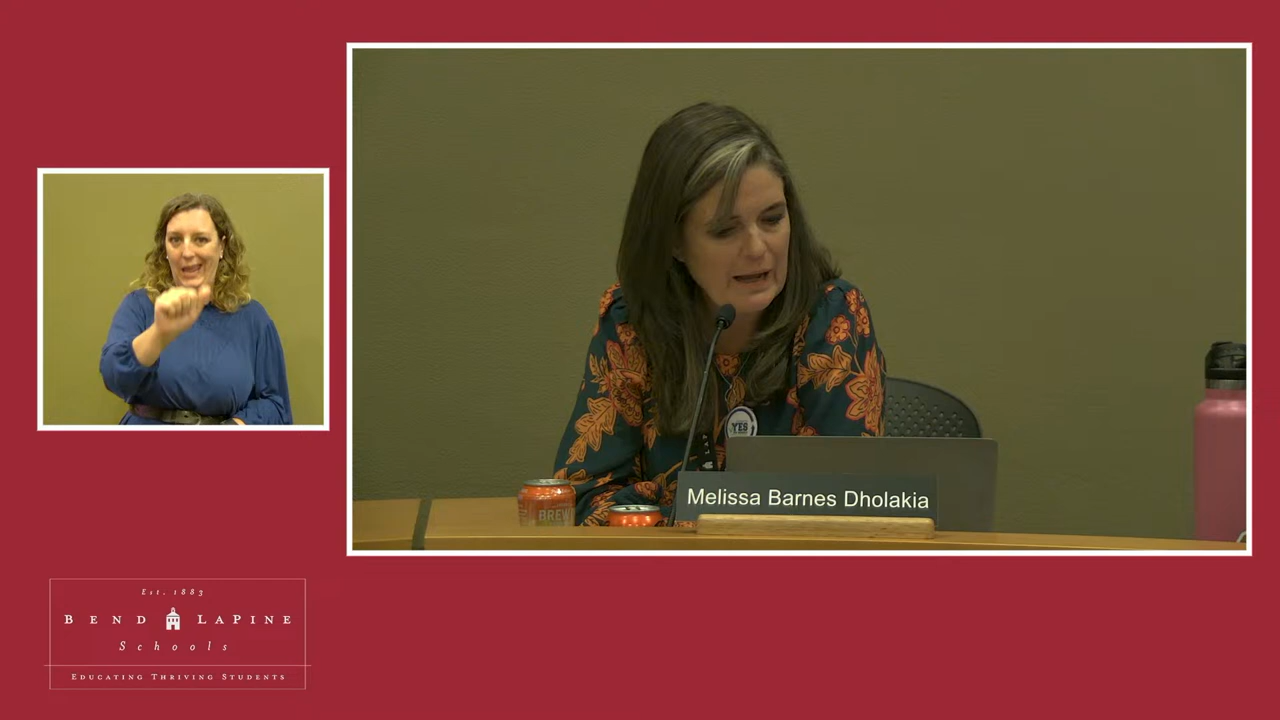 YES
BREW
Melissa Barnes Dholakia
Est. 1883
BEND LAPINE
Schools
EDUCATING THRIVING STUDENTS